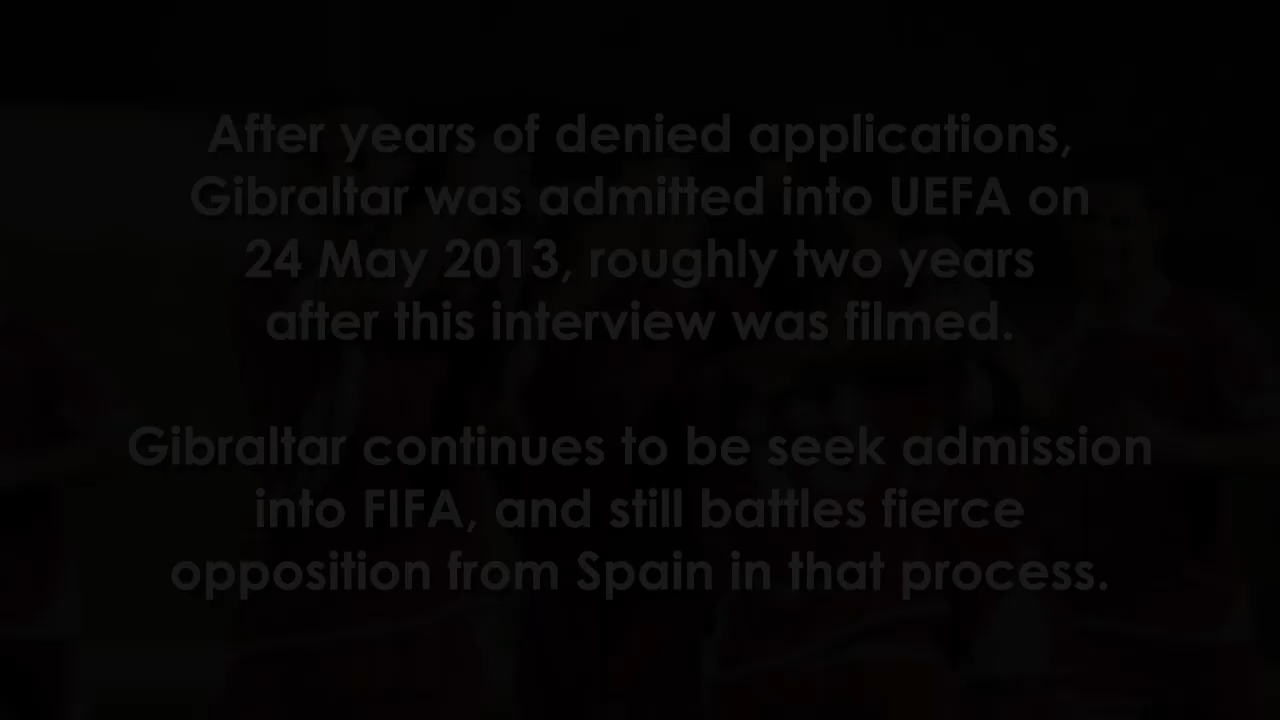 After years of denied applications,
Gibraltar was admitted into UEFA on
24 May 2013, roughly two years
after this interview was filmed.
Gibraltar continues to be seek admission
into FIFA, and still battles fierce
opposition from Spain in that process.